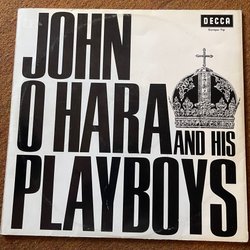 DECCA
JOHN
O'HARA
AND HIS
PLAYBOYS